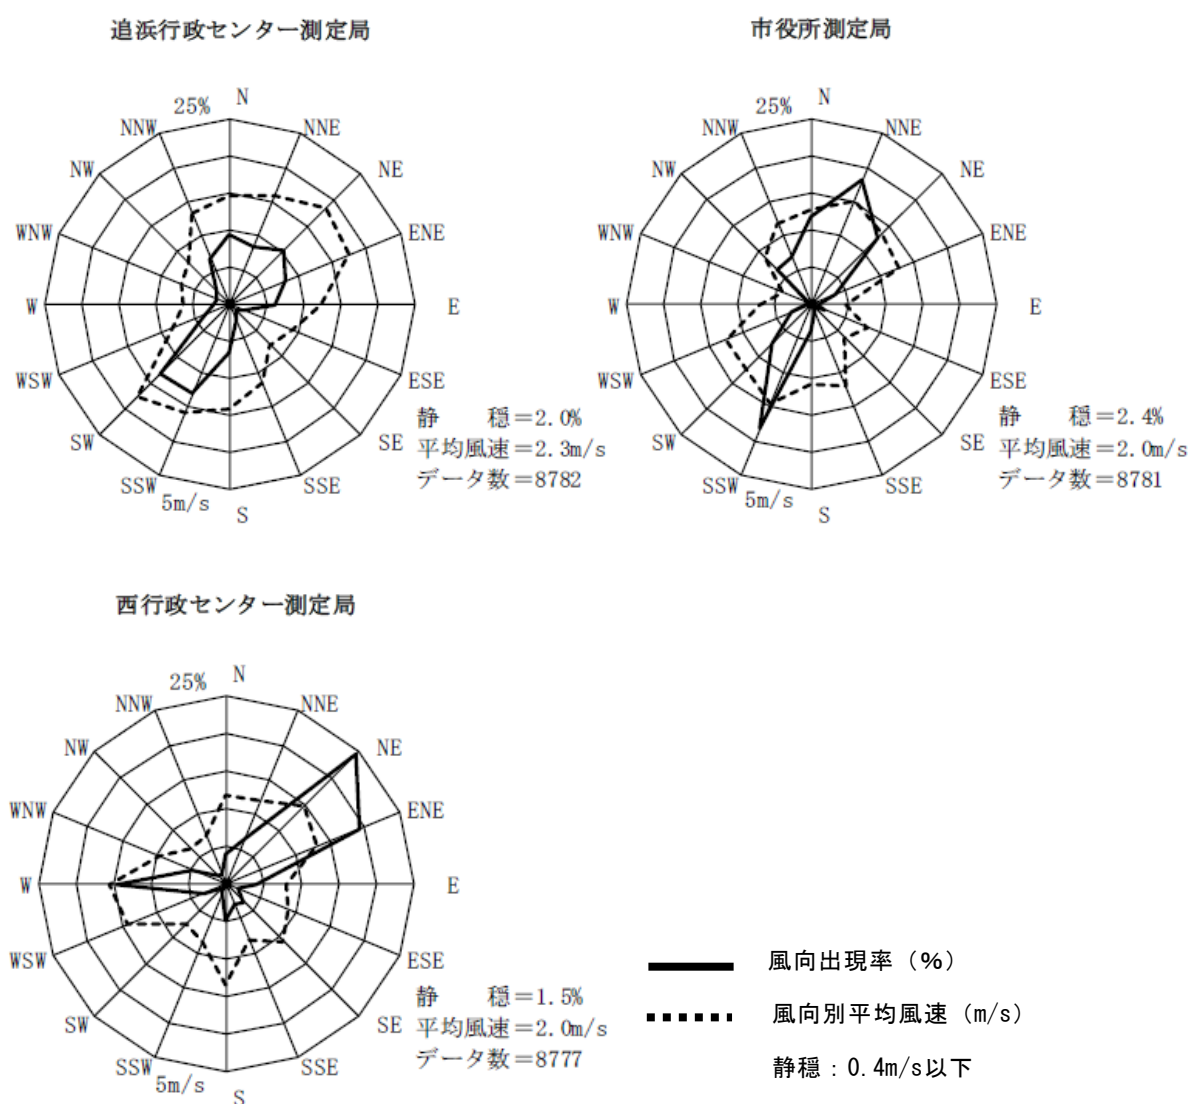 追浜行政センター測定局
25%
N
NNE
NE
ENE
E
ESE
SE
SSE
S
SSW
SW
WSW
W
WNW
NW
NNW
5m/s
静　穏＝2.0%
平均風速＝2.3m/s
データ数＝8782
市役所測定局
25%
N
NNE
NE
ENE
E
ESE
SE
SSE
S
SSW
SW
WSW
W
WNW
NW
NNW
5m/s
静　穏＝2.4%
平均風速＝2.0m/s
データ数＝8781
西行政センター測定局
25%
N
NNE
NE
ENE
E
ESE
SE
SSE
S
SSW
SW
WSW
W
WNW
NW
NNW
5m/s
静　穏＝1.5%
平均風速＝2.0m/s
データ数＝8777
風向出現率（%）
風向別平均風速（m/s）
静穏：0.4m/s以下